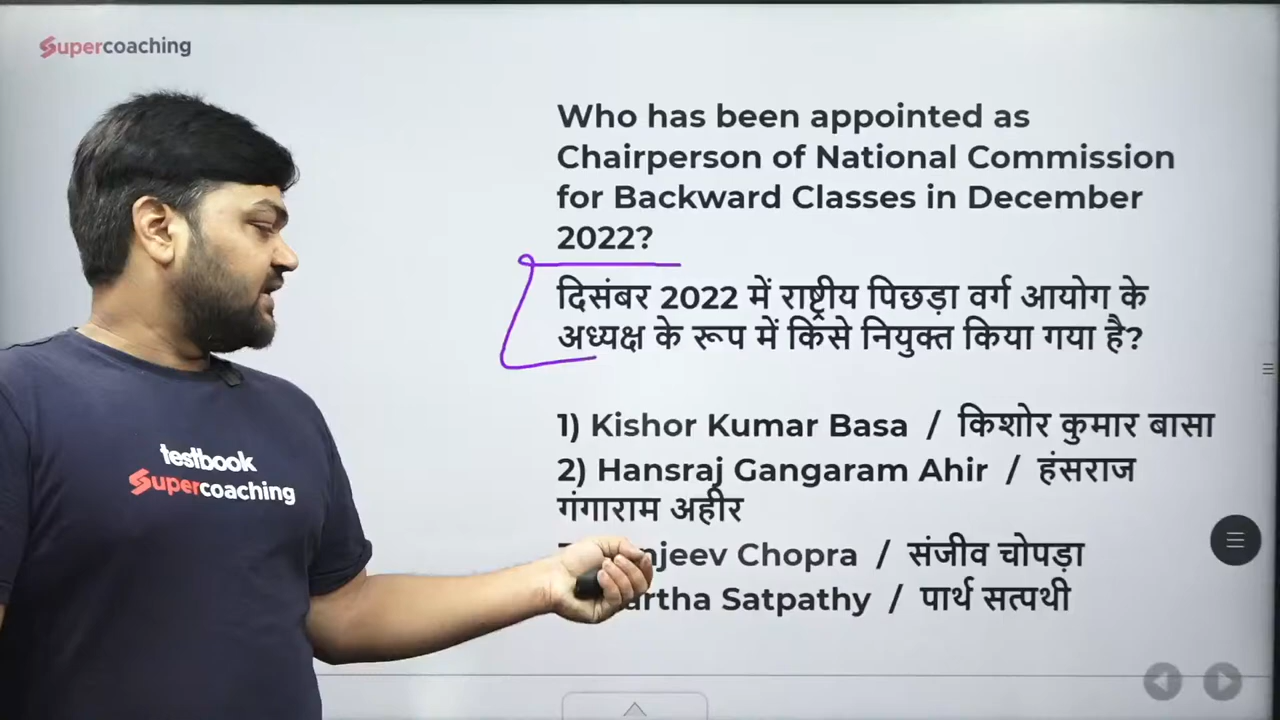 Supercoaching
Who has been appointed as
Chairperson of National Commission
for Backward Classes in December
2022?
दिसंबर 2022 में राष्ट्रीय पिछड़ा वर्ग आयोग के
अध्यक्ष के रूप में किसे नियुक्त किया गया है?
1) Kishor Kumar Basa / किशोर कुमार बासा
2) Hansraj Gangaram Ahir / हंसराज
गंगाराम अहीर
Chopra / संजीव चोपड़ा
Satpathy / पार्थ सत्पथी
testbook
Supercoaching